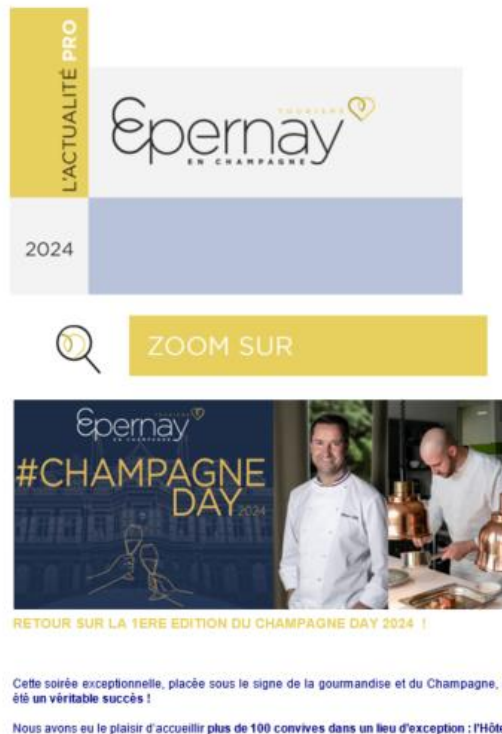 L'ACTUALITÉ PRO
TOURISME
Epernay
EN CHAMPAGNE
2024
ZOOM SUR
TOURISME
Epernay
EN CHAMPAGNE
#CHAMPAGNE
DAY 2024
RETOUR SUR LA 1ERE EDITION DU CHAMPAGNE DAY 2024 !
Cette soirée exceptionnelle, placée sous le signe de la gourmandise et du Champagne,
été un véritable succès !
Nous avons eu le plaisir d'accueillir plus de 100 convives dans un lieu d'exception : l'Hôte